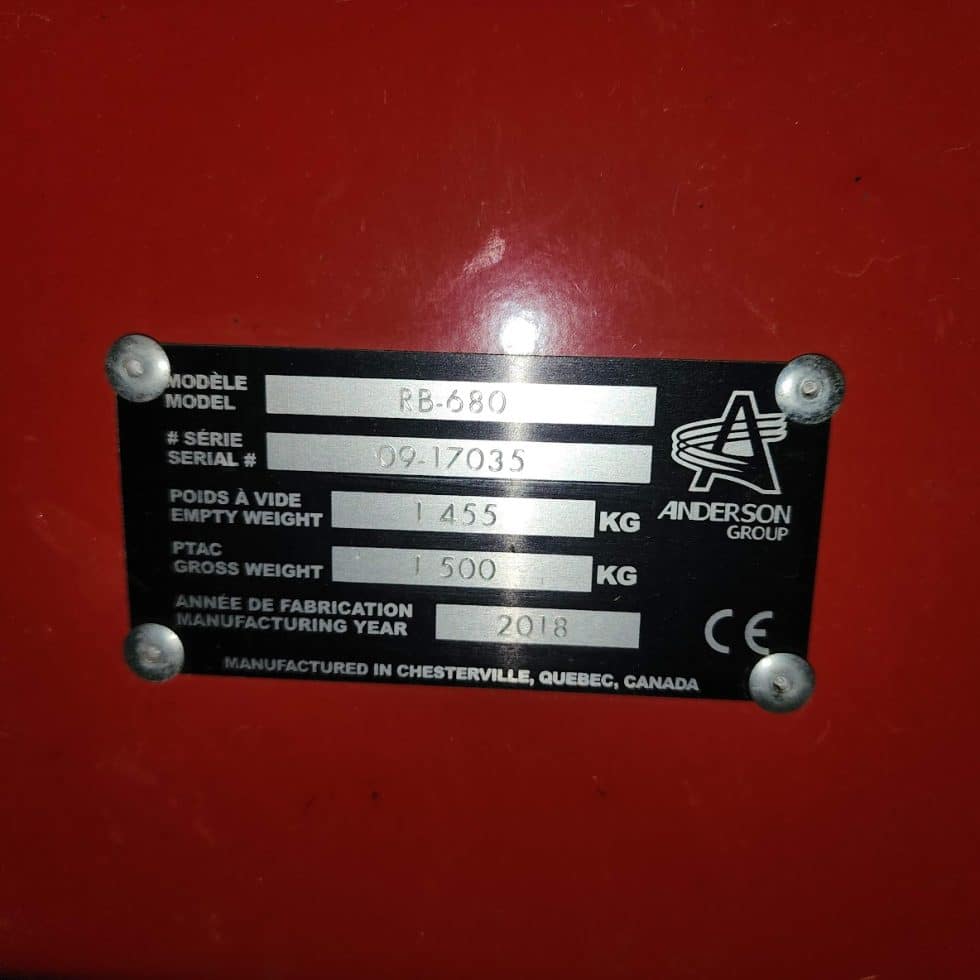 MODÈLE
MODEL
RB-680
# SÉRIE
SERIAL #
09-17035
POIDS À VIDE
EMPTY WEIGHT
1 455 KG
PTAC
GROSS WEIGHT
1 500 KG
ANNÉE DE FABRICATION
MANUFACTURING YEAR
2018
ANDERSON
GROUP
CE
MANUFACTURED IN CHESTERVILLE, QUEBEC, CANADA